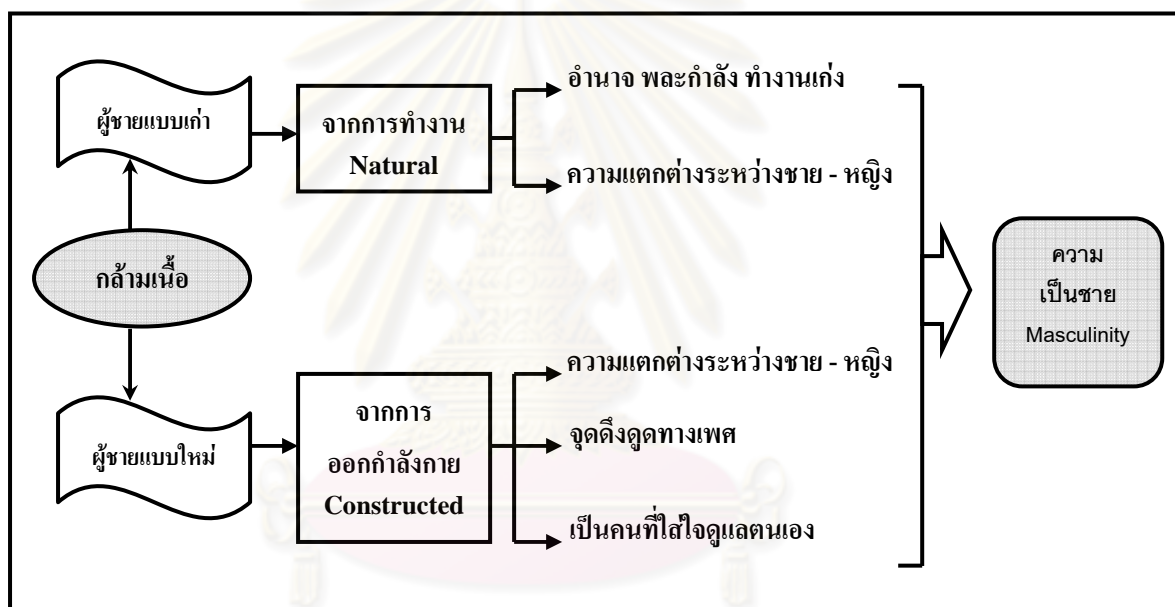 ผู้ชายแบบเก่า
จากการทำงาน
Natural
อำนาจ พละกำลัง ทำงานเก่ง
ความแตกต่างระหว่างชาย - หญิง
กล้ามเนื้อ
ผู้ชายแบบใหม่
จากการ
ออกกำลังกาย
Constructed
ความแตกต่างระหว่างชาย - หญิง
จุดดึงดูดทางเพศ
เป็นคนที่ใส่ใจดูแลตนเอง
ความ
เป็นชาย
Masculinity